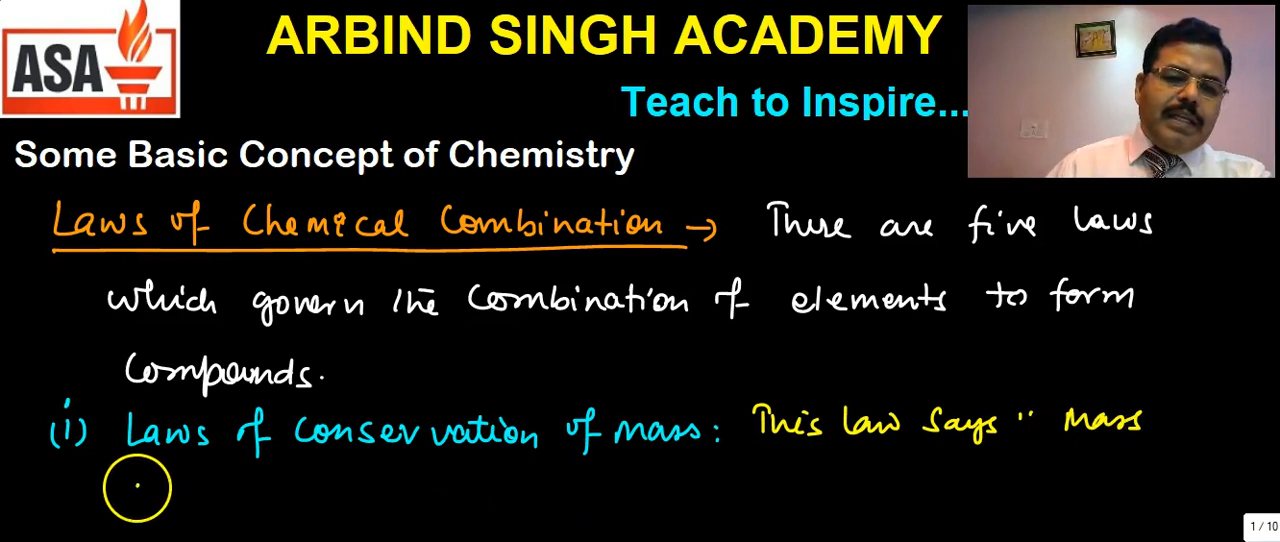 ASA
ARBIND SINGH ACADEMY
Teach to Inspire...
Some Basic Concept of Chemistry
Laws of Chemical Combination → There are five laws
which govern the combination of elements to form
compounds.
(i) Laws of conservation of mass: This law says " Mass
1 / 10